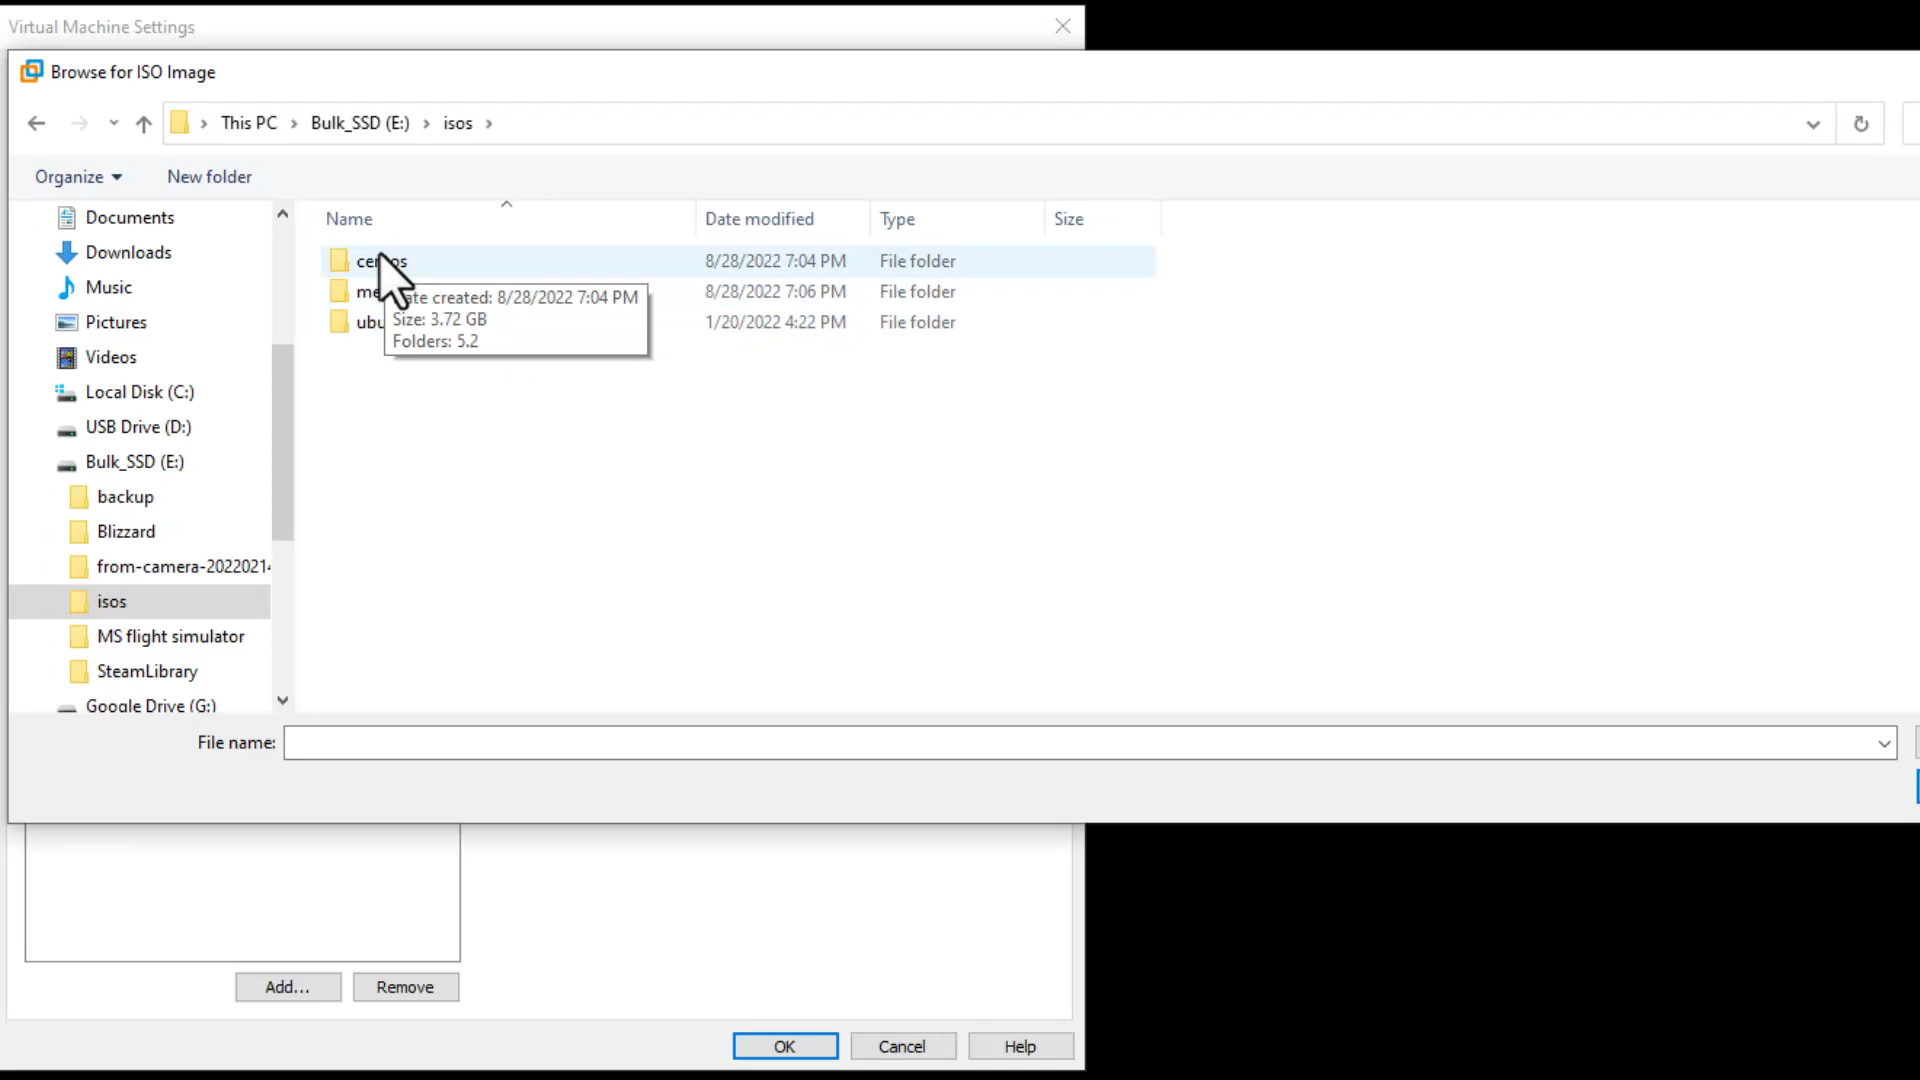 Virtual Machine Settings
Browse for ISO Image
This PC > Bulk_SSD (E:) > isos >
Organize
New folder
Name
Date modified
Type
Size
8/28/2022 7:04 PM
File folder
8/28/2022 7:06 PM
File folder
1/20/2022 4:22 PM
File folder
ate created: 8/28/2022 7:04 PM
Size: 3.72 GB
Folders: 5.2
Documents
Downloads
Music
Pictures
Videos
Local Disk (C:)
USB Drive (D:)
Bulk_SSD (E:)
backup
Blizzard
from-camera-2022021
isos
MS flight simulator
SteamLibrary
Google Drive (G:)
File name:
Add...
Remove
OK
Cancel
Help